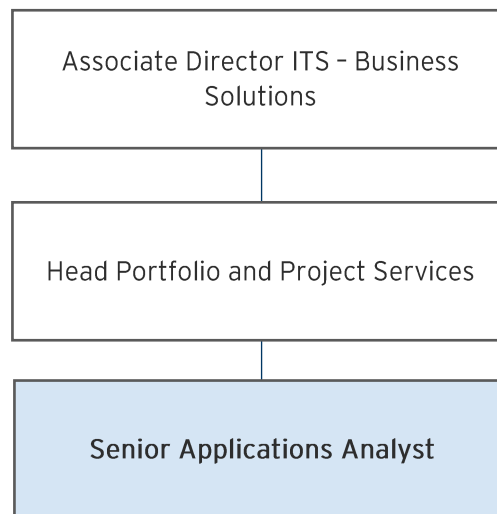 Associate Director ITS – Business
Solutions
Head Portfolio and Project Services
Senior Applications Analyst